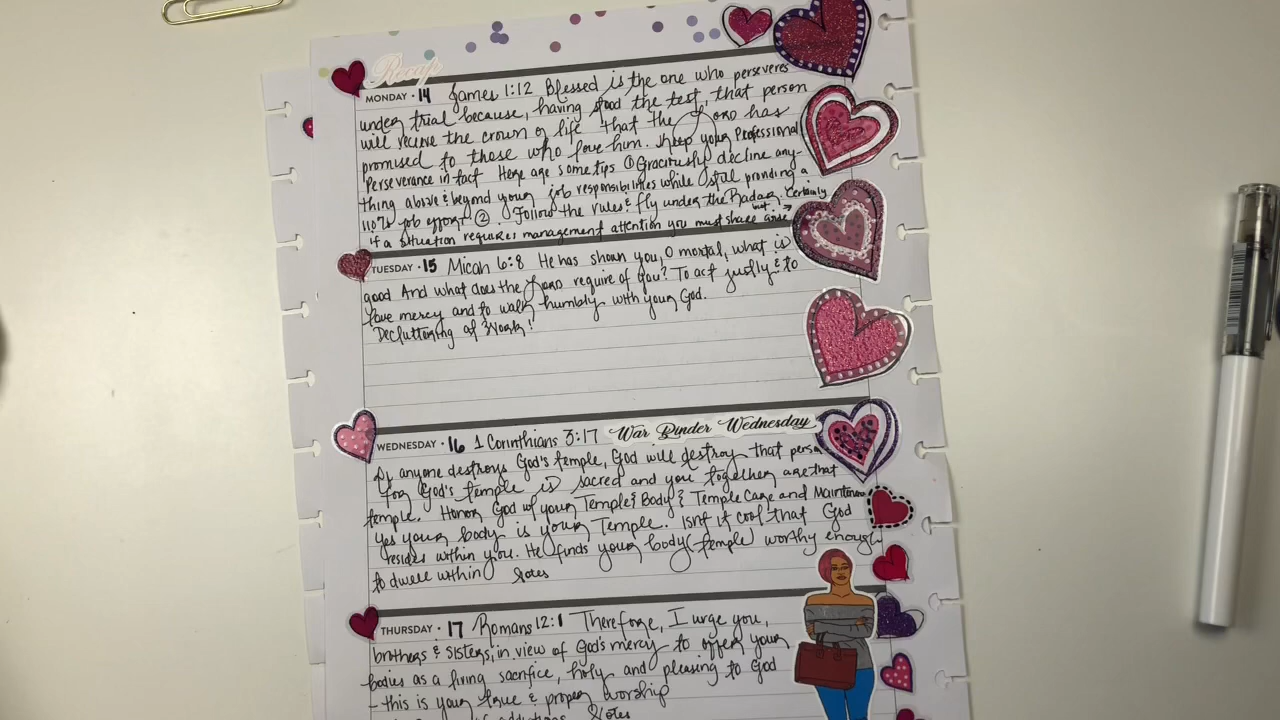 Recap
MONDAY · 14 James 1:12 Blessed is the one who perseveres
under trial because, having stood the test, that person
will receive the crown of life that the Lord has
promised to those who love him. Keep your Professional
Perseverance in fact Here are some tips ① Graciously decline any-
thing above & beyond your job responsibilities while still providing a
110% job effort ②. Follow the rules & fly under the Radar. Certainly
but →
if a situation requires management attention you must share
TUESDAY · 15 Micah 6:8 He has shown you, O mortal, what is
good And what does the Lord require of you? To act justly & to
love mercy and to walk humbly with your God.
Decluttering of
WEDNESDAY · 16 1 Corinthians 3:17 War Binder Wednesday
If anyone destroys God's temple, God will destroy that person
for God's temple is sacred and you together are that
temple. Honor God w/ your Temple & Body & Temple Care and Maintenance
yes your body is your Temple. Isn't it cool that God
resides within you. He finds your body (temple) worthy enough
to dwell within Notes
THURSDAY · 17 Romans 12:1 Therefore, I urge you,
brothers & sisters, in view of God's mercy to offer your
bodies as a living sacrifice, holy and pleasing to God
- this is your true & proper worship
Notes